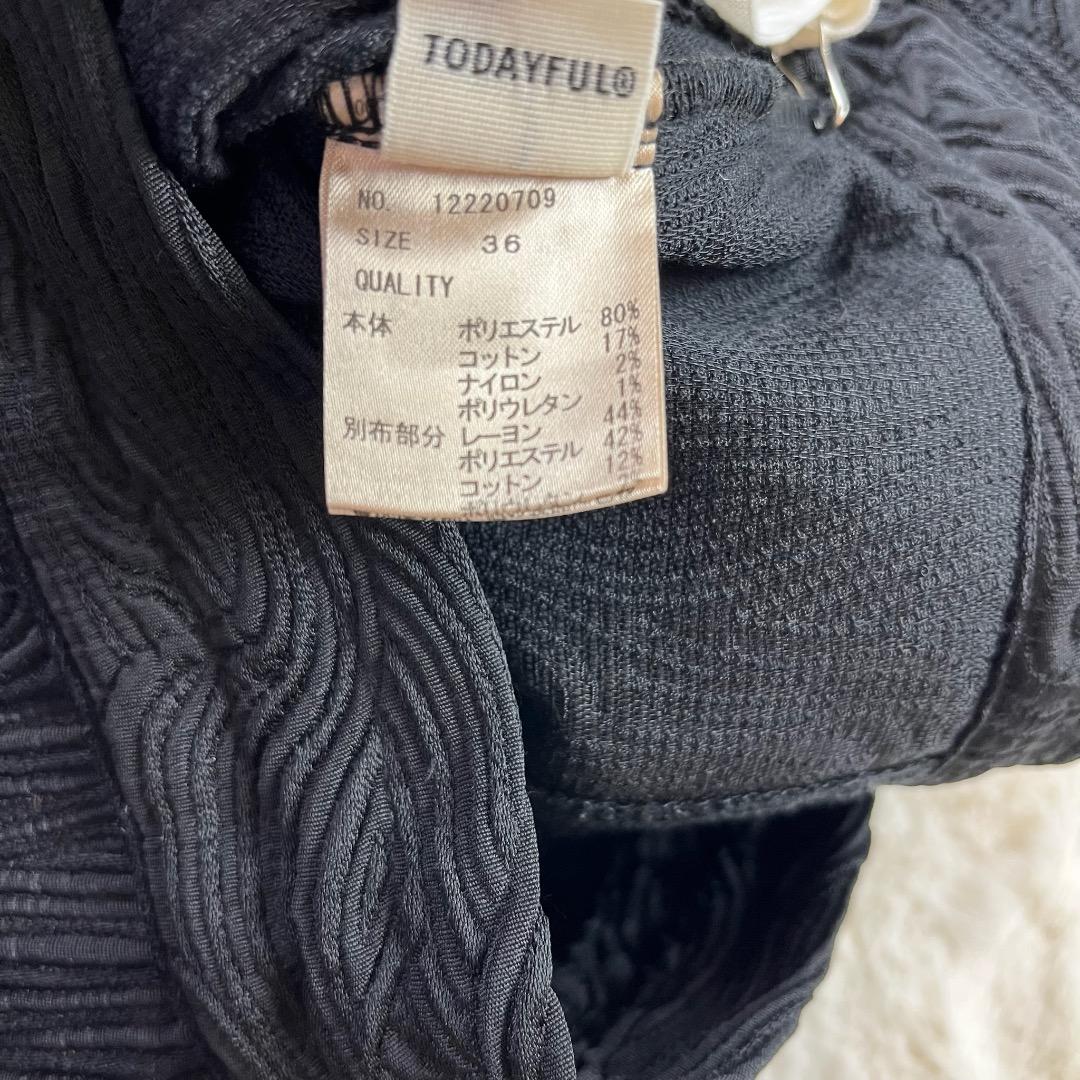 TODAYFUL®
NO. 12220709
SIZE 36
QUALITY
本体 ポリエステル 80%
コットン 17%
ナイロン 2%
ポリウレタン 1%
別布部分 レーヨン 44%
ポリエステル 42%
コットン 12%